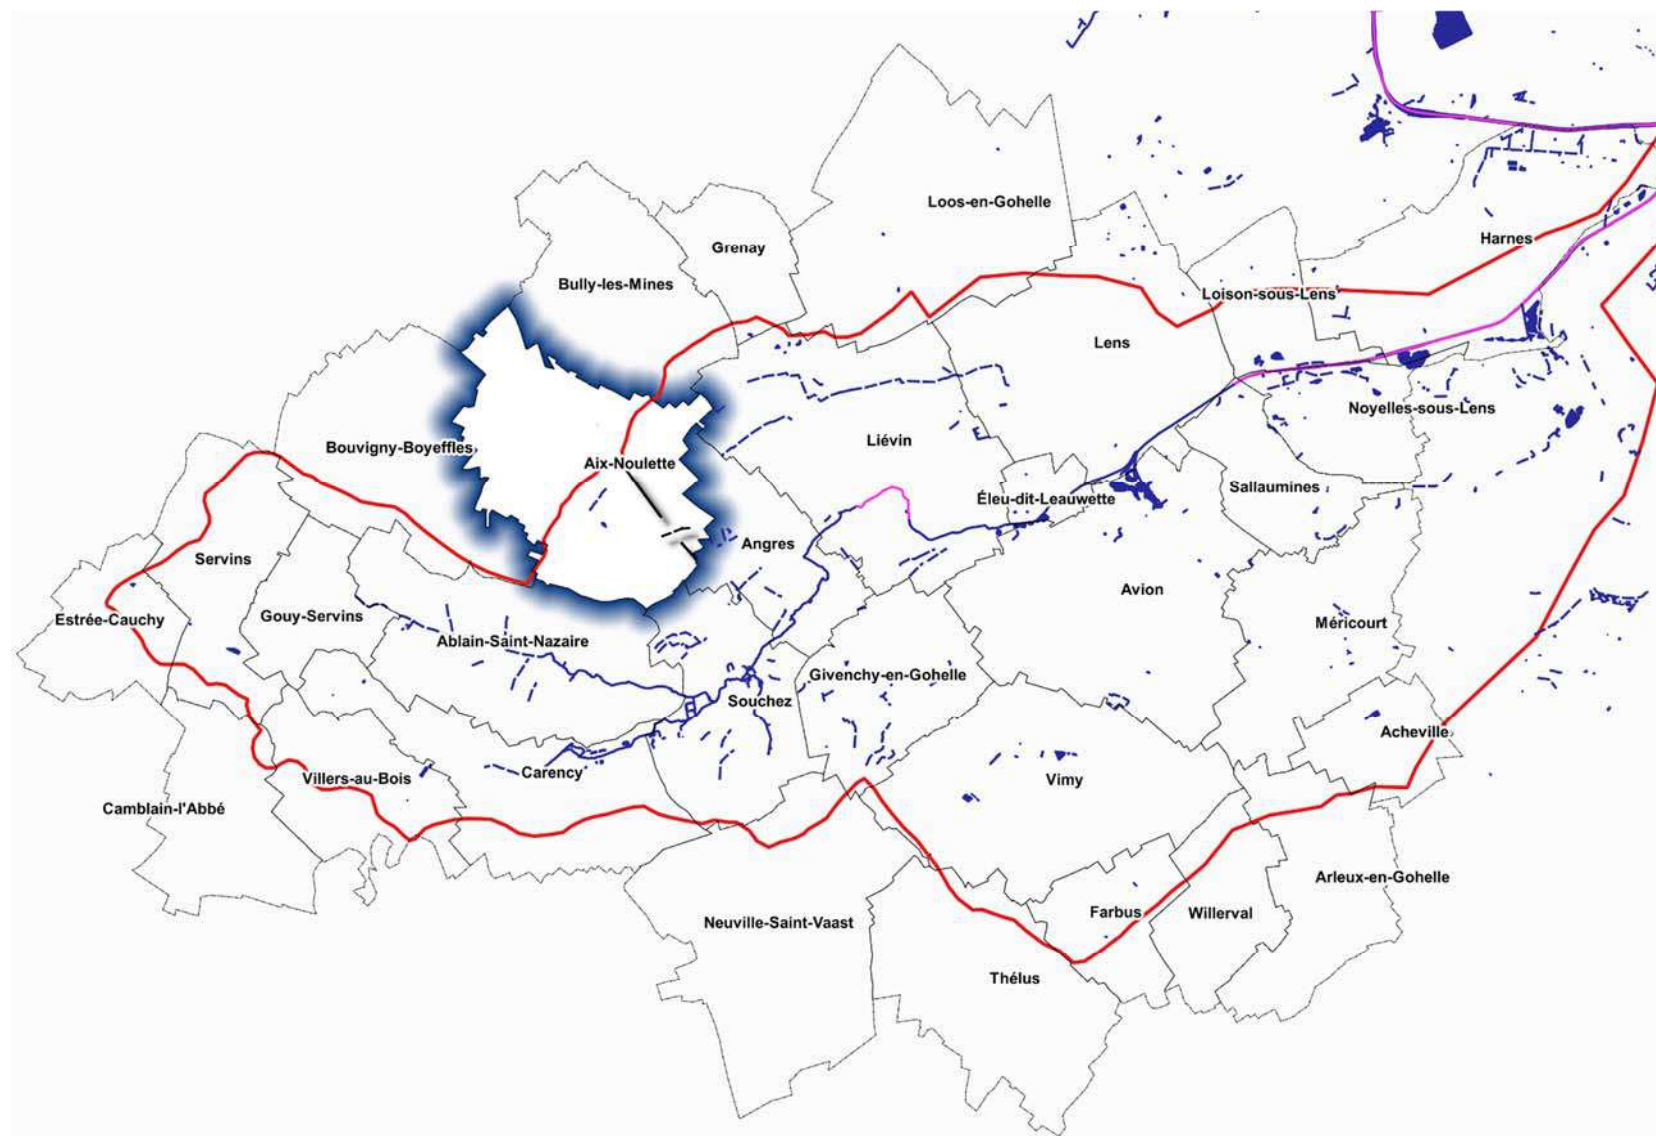 Loos-en-Gohelle
Harnes
Grenay
Bully-les-Mines
Loison-sous-Lens
Lens
Noyelles-sous-Lens
Liévin
Bouvigny-Boyeffles
Aix-Noulette
Sallaumines
Éleu-dit-Leauwette
Angres
Servins
Avion
Estrée-Cauchy
Gouy-Servins
Méricourt
Ablain-Saint-Nazaire
Givenchy-en-Gohelle
Souchez
Acheville
Carency
Villers-au-Bois
Vimy
Camblain-l'Abbé
Arleux-en-Gohelle
Farbus
Willerval
Neuville-Saint-Vaast
Thélus